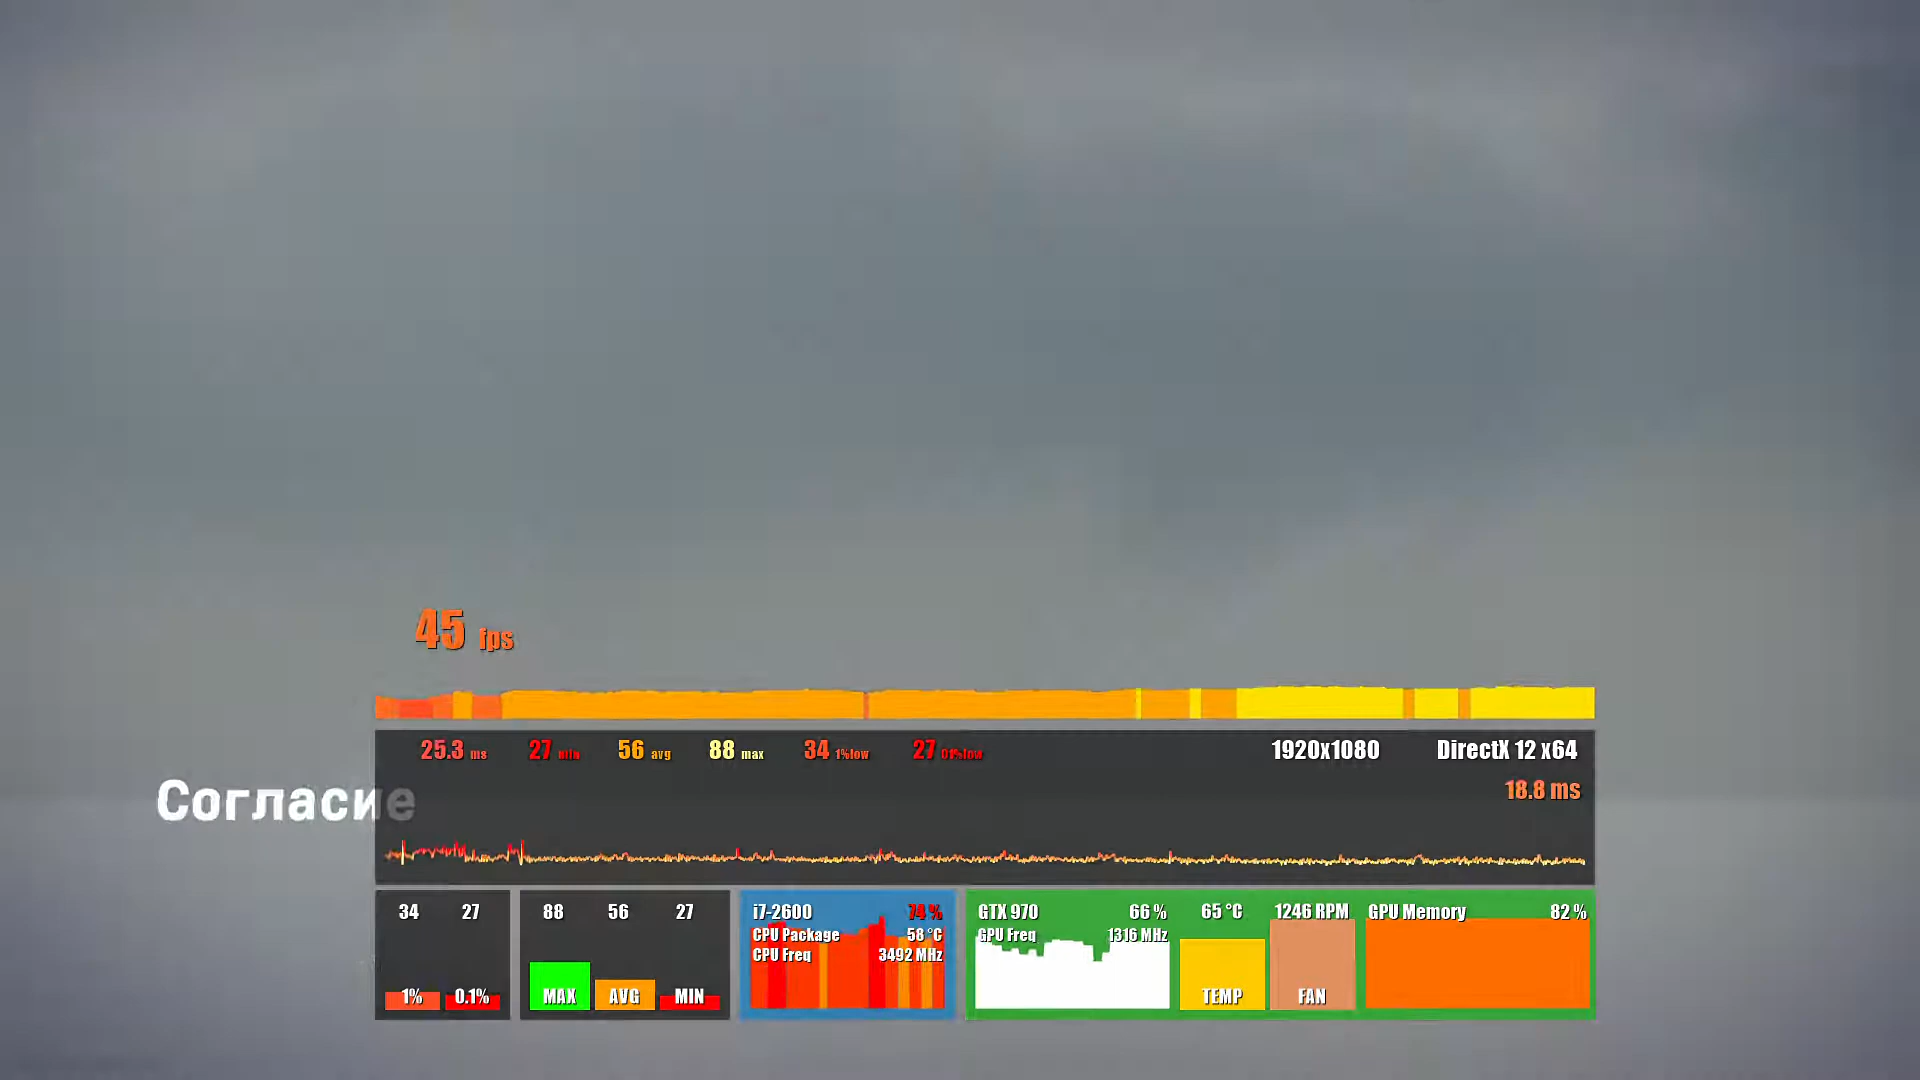 45 fps
25.3 ms 27 min 56 avg 88 max 34 1%low 27 0.1%low 1920x1080 DirectX 12 x64
18.8 ms
Согласие
34 27 88 56 27 i7-2600 74 % GTX 970 66 % 65 °C 1246 RPM GPU Memory 82 %
CPU Package 58 °C GPU Freq 1316 MHz
CPU Freq 3492 MHz
1% 0.1% MAX AVG MIN TEMP FAN